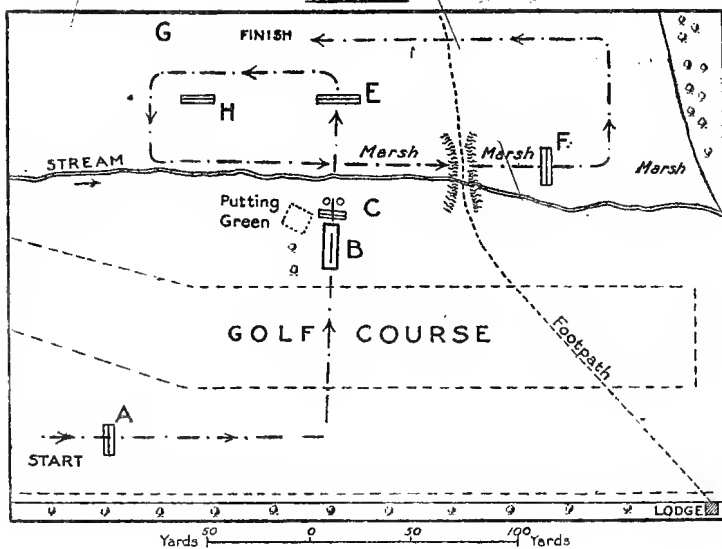 G
FINISH
E
H
STREAM
Marsh
Marsh
F
Marsh
Putting
Green
C
B
GOLF COURSE
Footpath
A
START
LODGE
50 0 50 100
Yards Yards